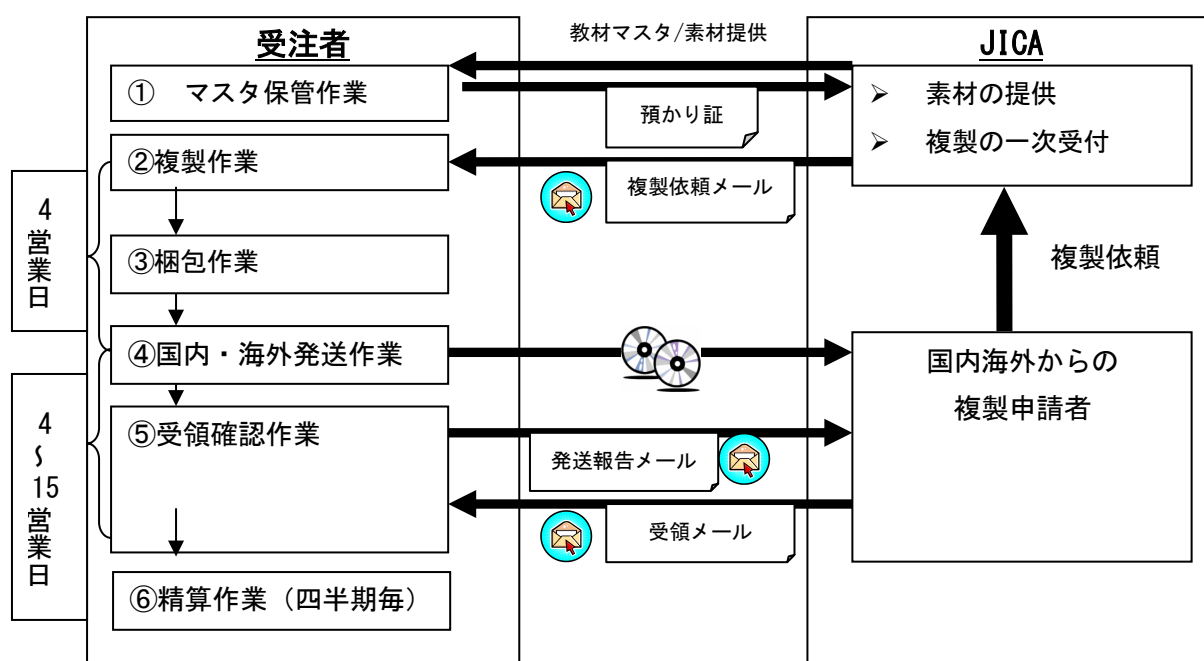 教材マスタ/素材提供
受注者
JICA
① マスタ保管作業
預かり証
➢ 素材の提供
➢ 複製の一次受付
②複製作業
複製依頼メール
4
営
業
日
③梱包作業
複製依頼
④国内・海外発送作業
国内海外からの
複製申請者
4
~
15
営
業
日
⑤受領確認作業
発送報告メール
受領メール
⑥精算作業（四半期毎）